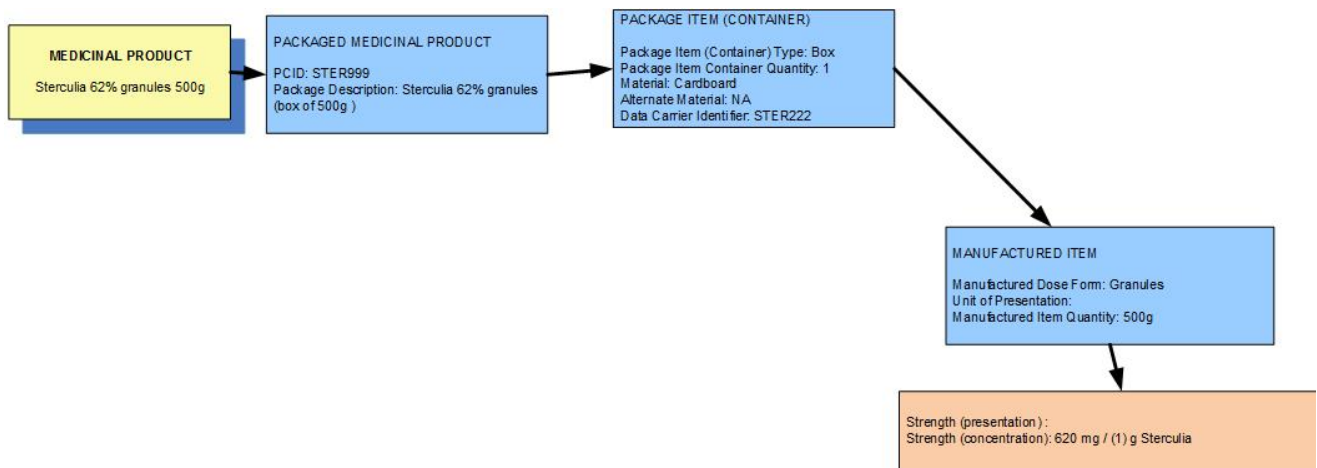 MEDICINAL PRODUCT
Sterculia 62% granules 500g
PACKAGED MEDICINAL PRODUCT
PCID: STER999
Package Description: Sterculia 62% granules
(box of 500g )
PACKAGE ITEM (CONTAINER)
Package Item (Container) Type: Box
Package Item Container Quantity: 1
Material: Cardboard
Alternate Material: NA
Data Carrier Identifier: STER222
MANUFACTURED ITEM
Manufactured Dose Form: Granules
Unit of Presentation:
Manufactured Item Quantity: 500g
Strength (presentation) :
Strength (concentration): 620 mg / (1) g Sterculia